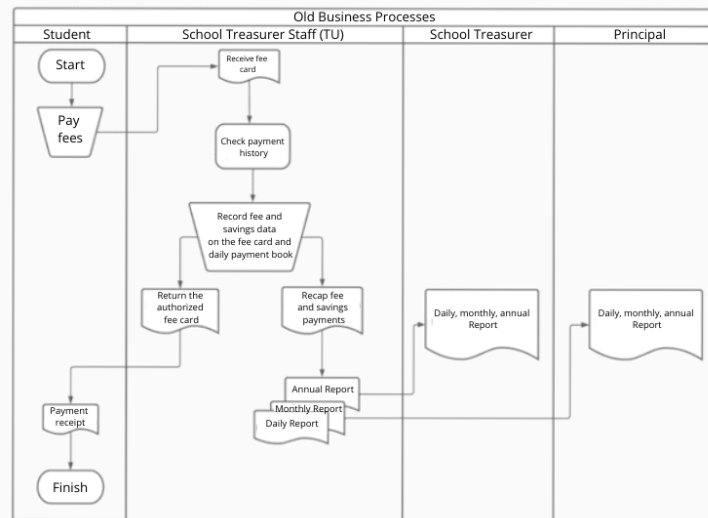 Old Business Processes
Student
School Treasurer Staff (TU)
School Treasurer
Principal
Start
Pay
fees
Receive fee
card
Check payment
history
Record fee and
savings data
on the fee card and
daily payment book
Return the
authorized
fee card
Recap fee
and savings
payments
Daily, monthly, annual
Report
Daily, monthly, annual
Report
Annual Report
Monthly Report
Daily Report
Payment
receipt
Finish